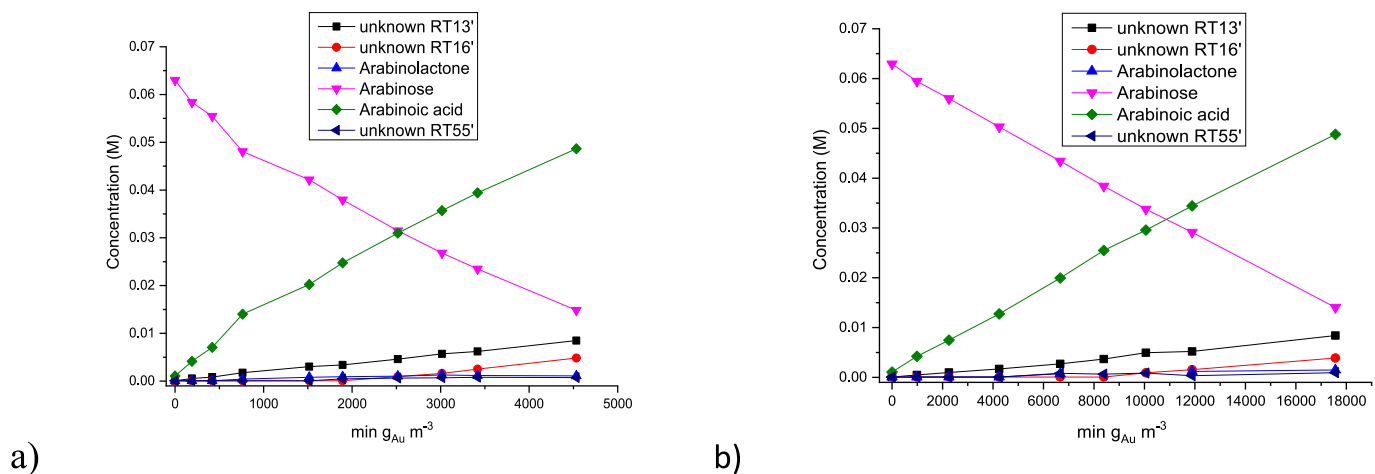 unknown RT13'
unknown RT16'
Arabinolactone
Arabinose
Arabinoic acid
unknown RT55'
0.07
0.06
0.05
0.04
0.03
0.02
0.01
0.00
Concentration (M)
0 1000 2000 3000 4000 5000
min g_Au m⁻³
a)
unknown RT13'
unknown RT16'
Arabinolactone
Arabinose
Arabinoic acid
unknown RT55'
0.07
0.06
0.05
0.04
0.03
0.02
0.01
0.00
Concentration (M)
0 2000 4000 6000 8000 10000 12000 14000 16000 18000
min g_Au m⁻³
b)